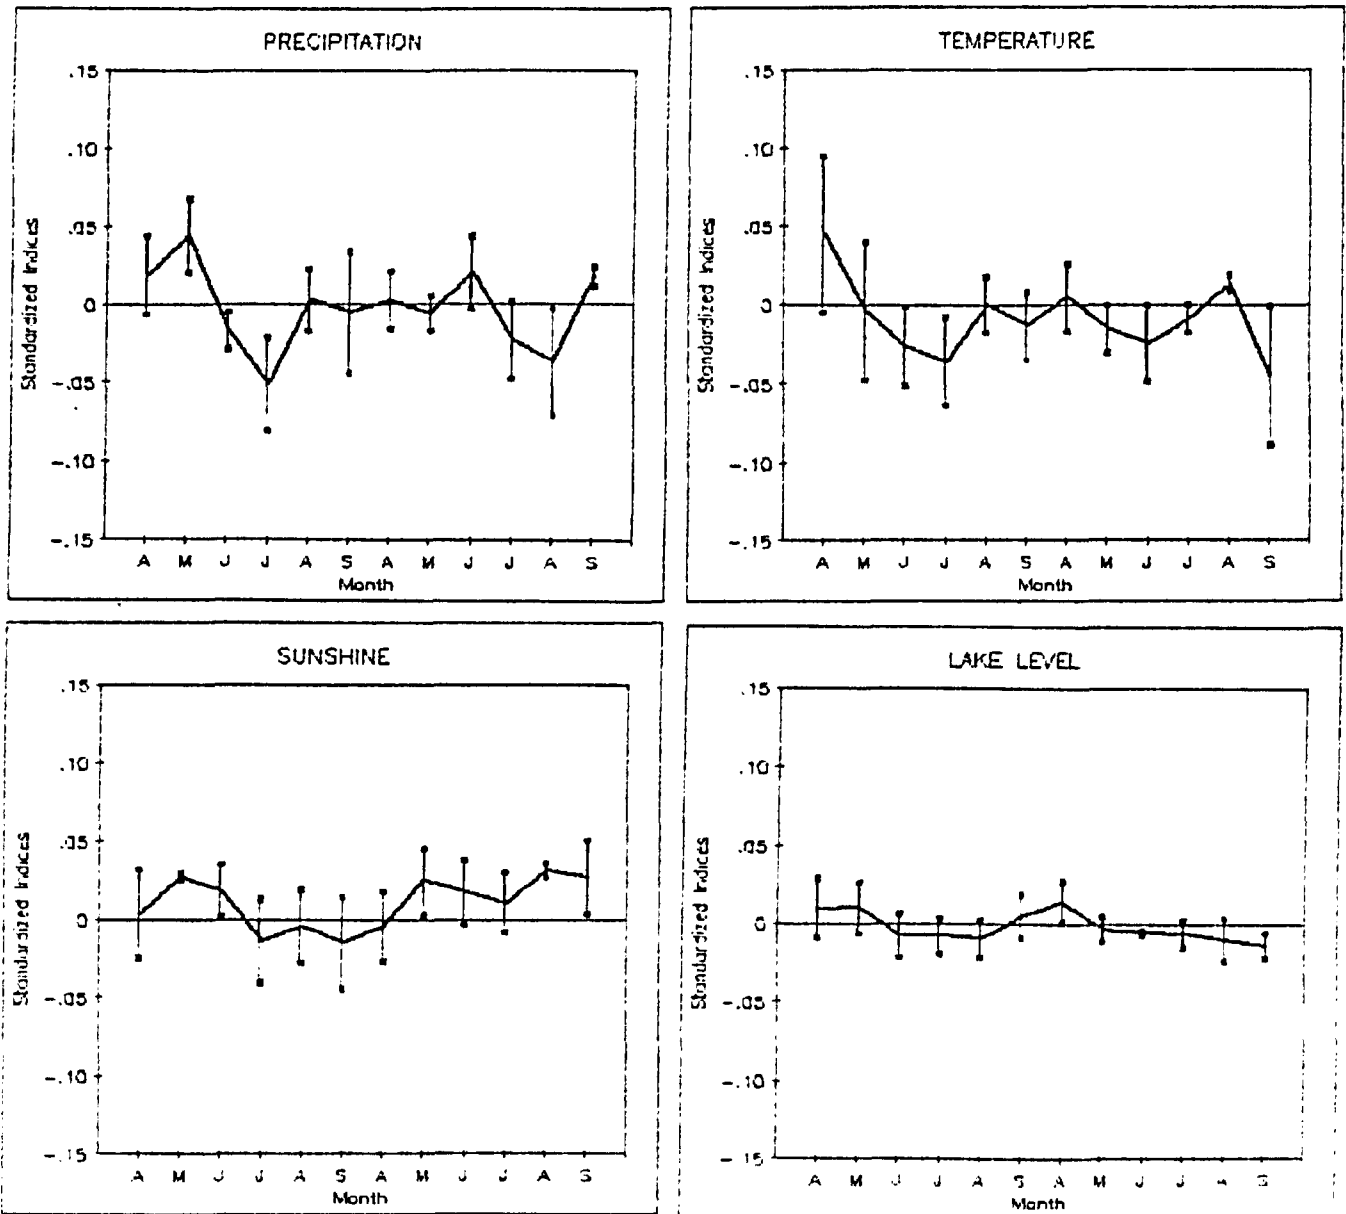 PRECIPITATION
.15
.10
.05
0
-.05
-.10
-.15
Standardized Indices
A M J J A S A M J J A S
Month
TEMPERATURE
.15
.10
.05
0
-.05
-.10
-.15
Standardized Indices
A M J J A S A M J J A S
Month
SUNSHINE
.15
.10
.05
0
-.05
-.10
-.15
Standardized Indices
A M J J A S A M J J A S
Month
LAKE LEVEL
.15
.10
.05
0
-.05
-.10
-.15
Standardized Indices
A M J J A S A M J J A S
Month